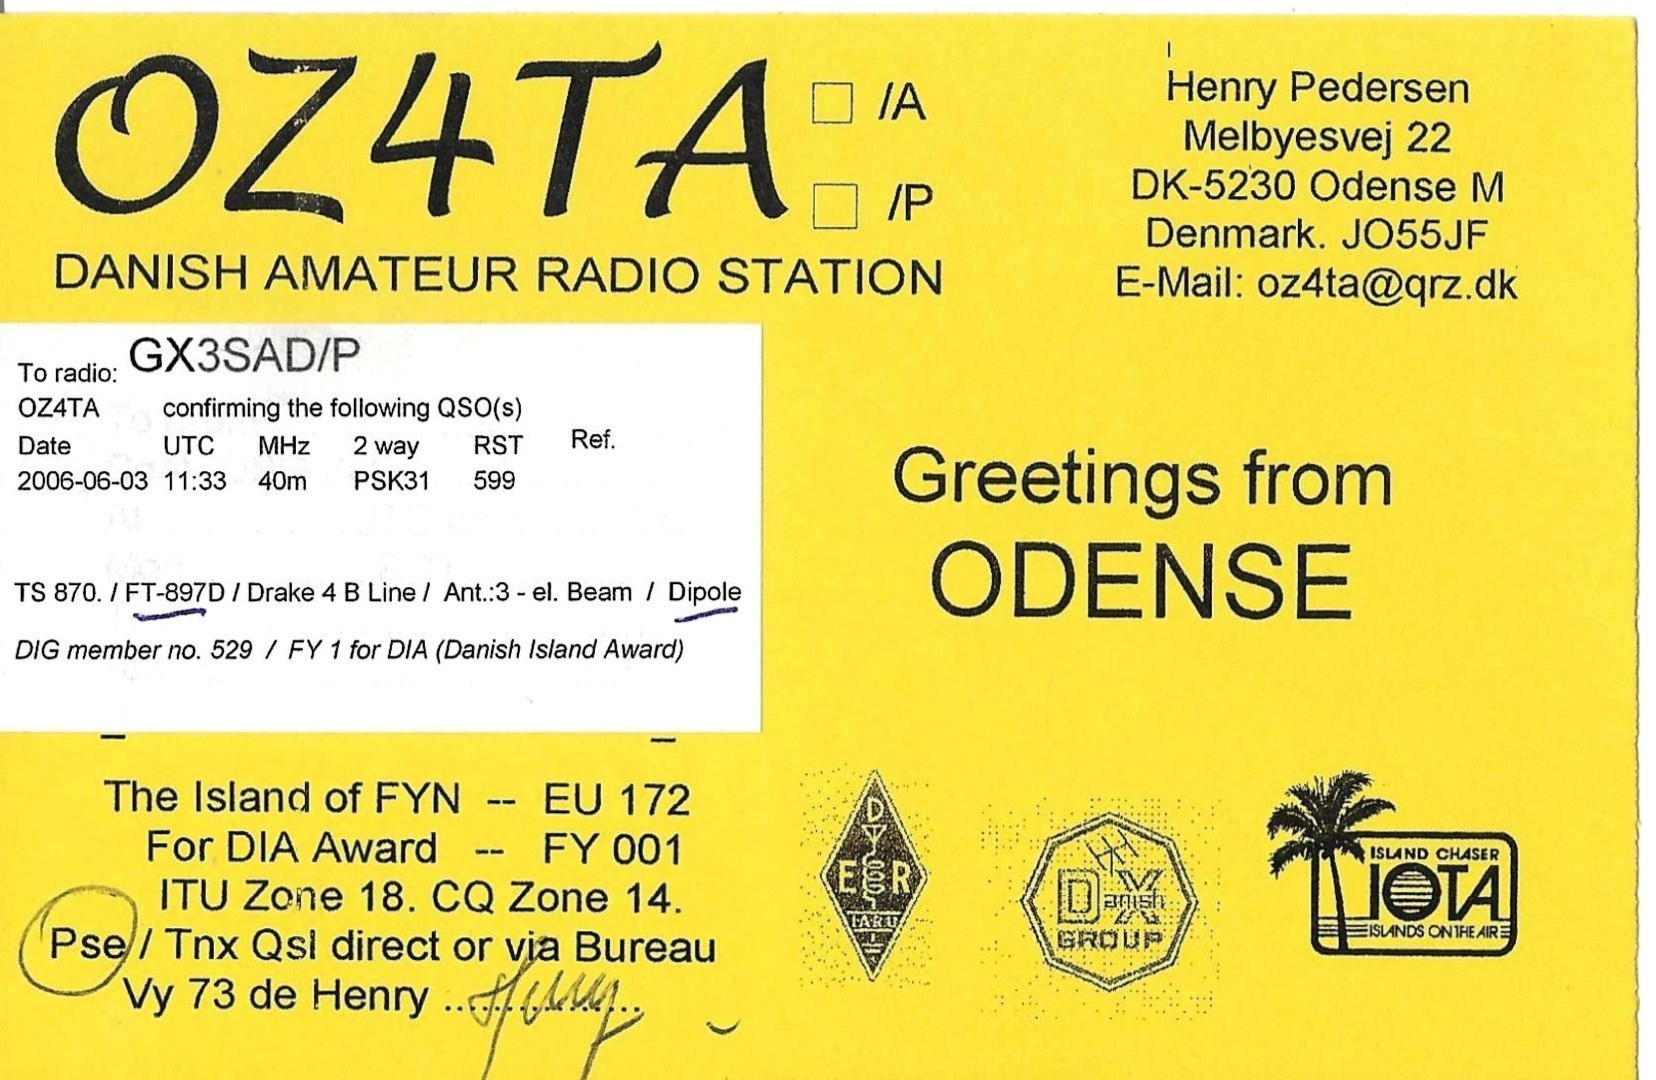 OZ4TA
/A
/P
DANISH AMATEUR RADIO STATION
Henry Pedersen
Melbyesvej 22
DK-5230 Odense M
Denmark. JO55JF
E-Mail: oz4ta@qrz.dk
To radio: GX3SAD/P
OZ4TA confirming the following QSO(s)
Date UTC MHz 2 way RST Ref.
2006-06-03 11:33 40m PSK31 599
TS 870. / FT-897D / Drake 4 B Line / Ant.:3 - el. Beam / Dipole
DIG member no. 529 / FY 1 for DIA (Danish Island Award)
Greetings from
ODENSE
The Island of FYN -- EU 172
For DIA Award -- FY 001
ITU Zone 18. CQ Zone 14.
Pse / Tnx Qsl direct or via Bureau
Vy 73 de Henry .................
Henry
D
E R
IARU
DX
Danish
GROUP
ISLAND CHASER
IOTA
ISLANDS ON THE AIR